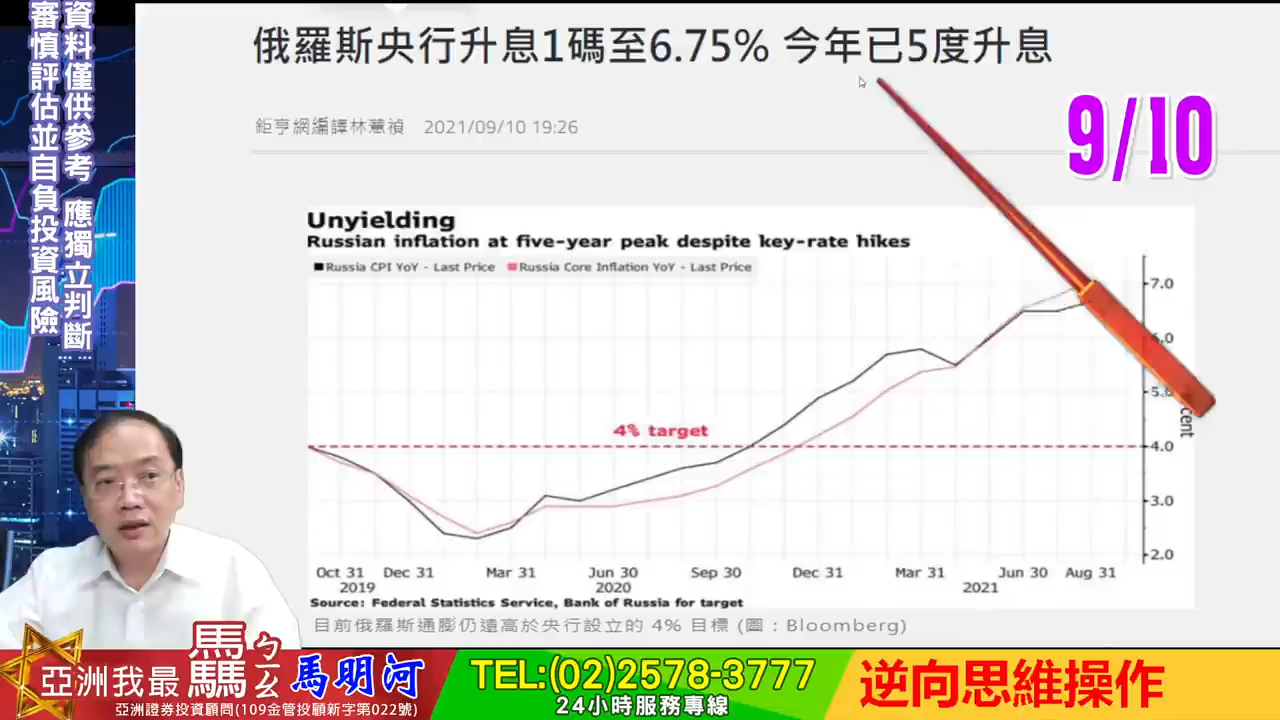 資料僅供參考 應獨立判斷
審慎評估並自負投資風險
俄羅斯央行升息1碼至6.75% 今年已5度升息
鉅亨網編譯林薏禎 2021/09/10 19:26
9/10
Unyielding
Russian inflation at five-year peak despite key-rate hikes
Russia CPI YoY - Last Price Russia Core Inflation YoY - Last Price
7.0
6.0
4% target
4.0
3.0
2.0
Oct 31 Dec 31 Mar 31 Jun 30 Sep 30 Dec 31 Mar 31 Jun 30 Aug 31
2019 2020 2021
Source: Federal Statistics Service, Bank of Russia for target
目前俄羅斯通膨仍遠高於央行設立的 4% 目標 (圖：Bloomberg)
亞洲我最驫ㄅㄧㄠ 馬明河
亞洲證券投資顧問(109金管投顧新字第022號)
TEL:(02)2578-3777
24小時服務專線
逆向思維操作